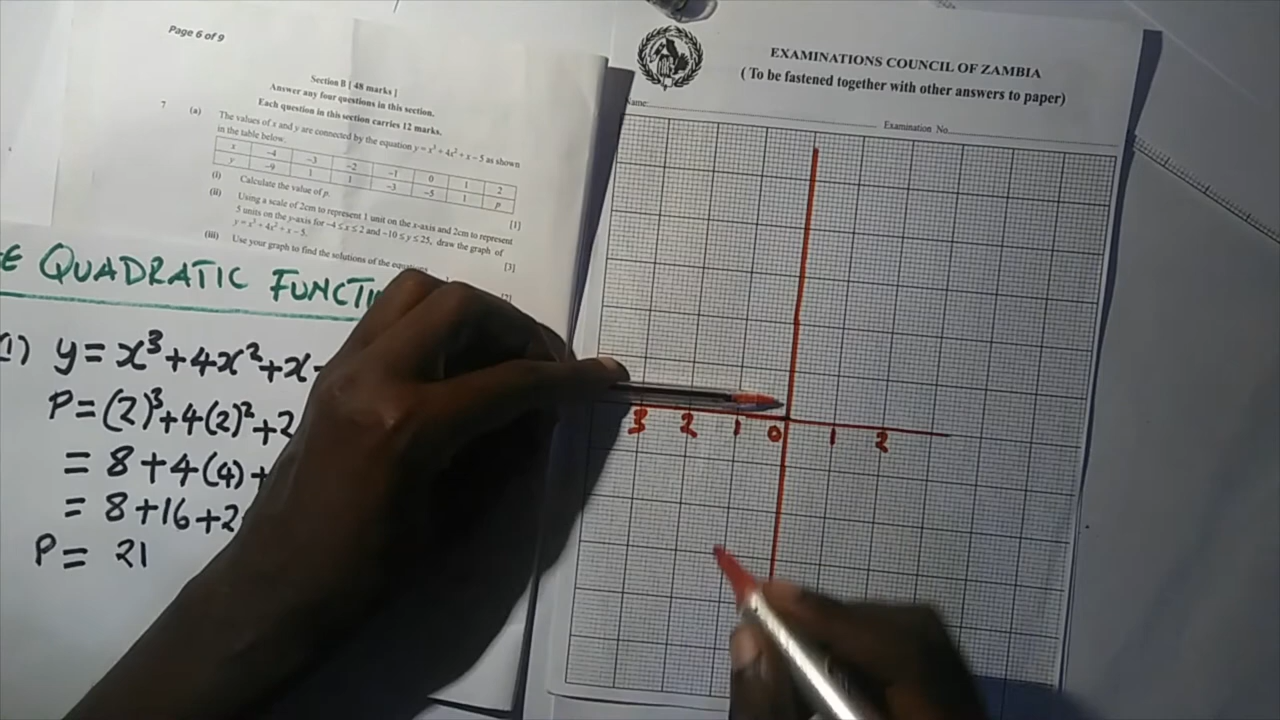 Page 6 of 9
Section B [ 48 marks ]
Answer any four questions in this section.
Each question in this section carries 12 marks.
7 (a) The values of x and y are connected by the equation y = x³ + 4x² + x − 5 as shown
in the table below.
x −4 −3 −2 −1 0 1 2
y −9 1 1 −3 −5 1 p
(i) Calculate the value of p. [1]
(ii) Using a scale of 2cm to represent 1 unit on the x-axis and 2cm to represent
5 units on the y-axis for −4 ≤ x ≤ 2 and −10 ≤ y ≤ 25, draw the graph of
y = x³ + 4x² + x − 5. [3]
(iii) Use your graph to find the solutions of the
E QUADRATIC FUNCTI
1) y = x³ + 4x² + x −
P = (2)³ + 4(2)² + 2
= 8 + 4(4) +
= 8 + 16 + 2
P = 21
EXAMINATIONS COUNCIL OF ZAMBIA
( To be fastened together with other answers to paper)
Name: Examination No.
3 2 1 0 1 2